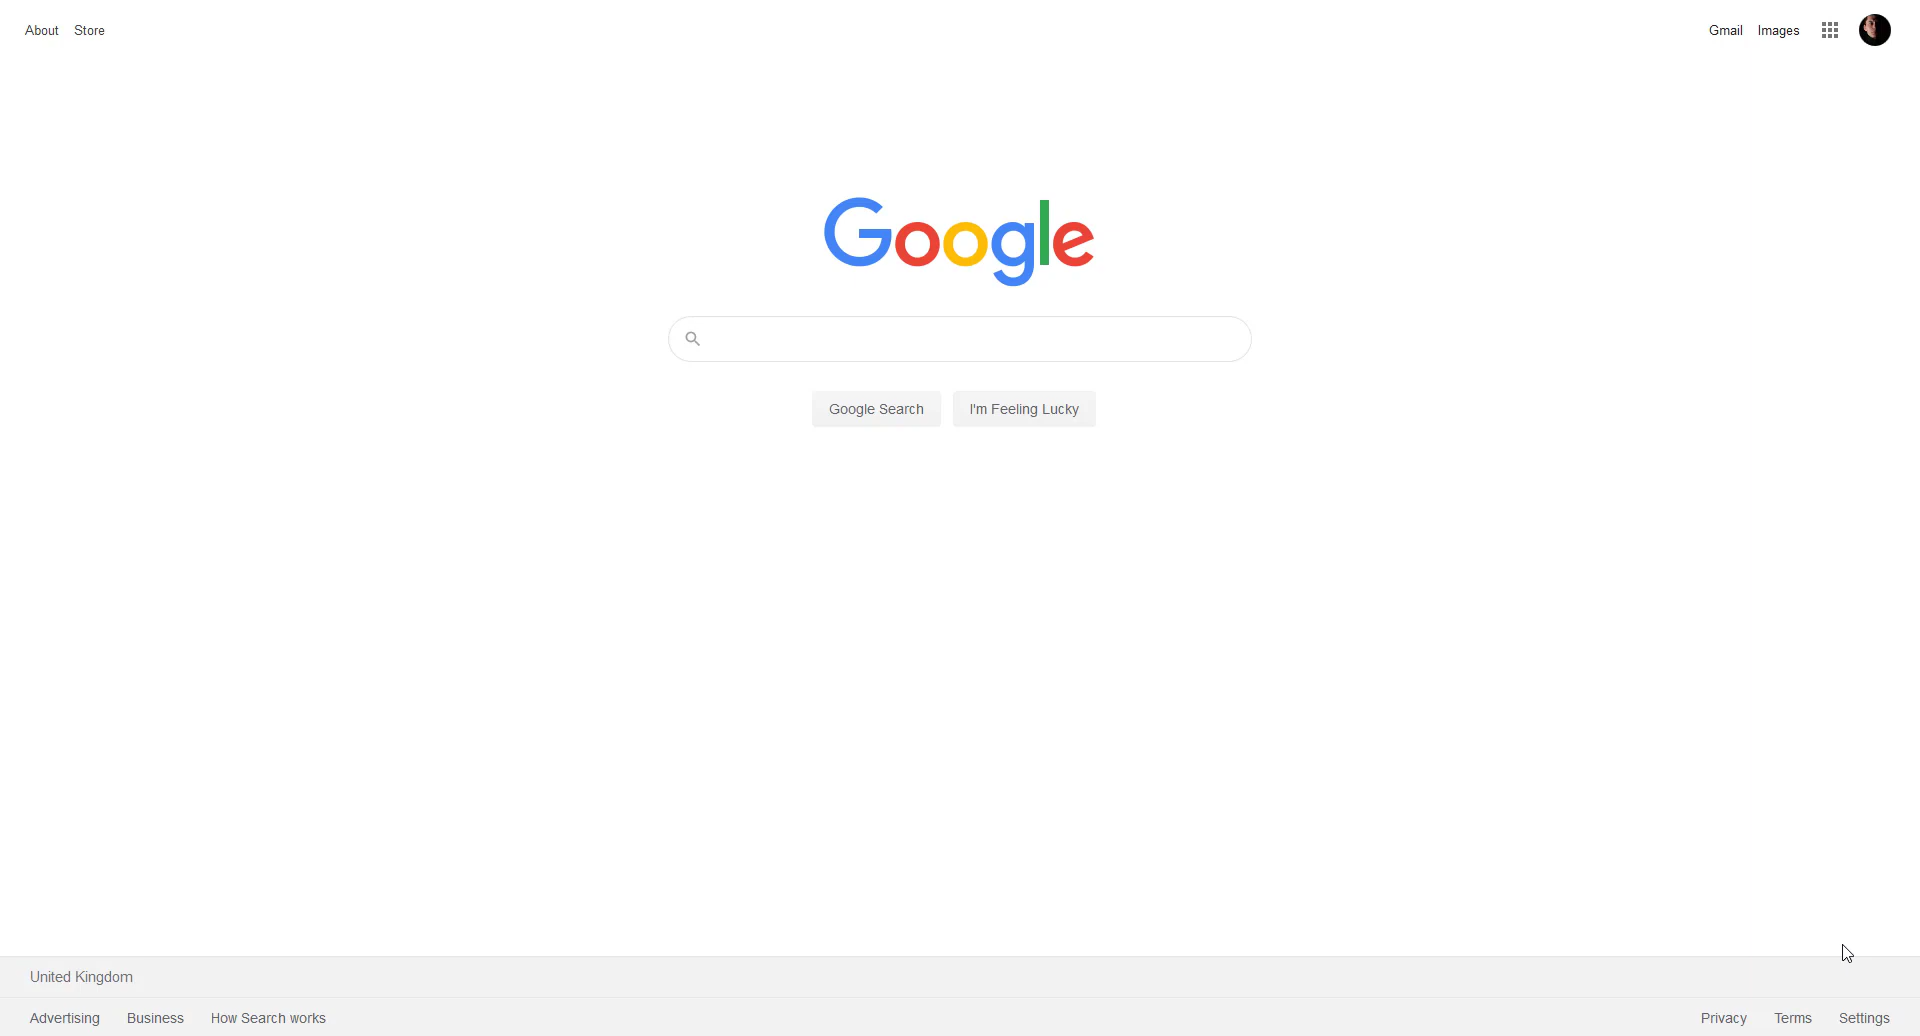 About Store
Gmail Images
Google
Google Search I'm Feeling Lucky
United Kingdom
Advertising Business How Search works
Privacy Terms Settings